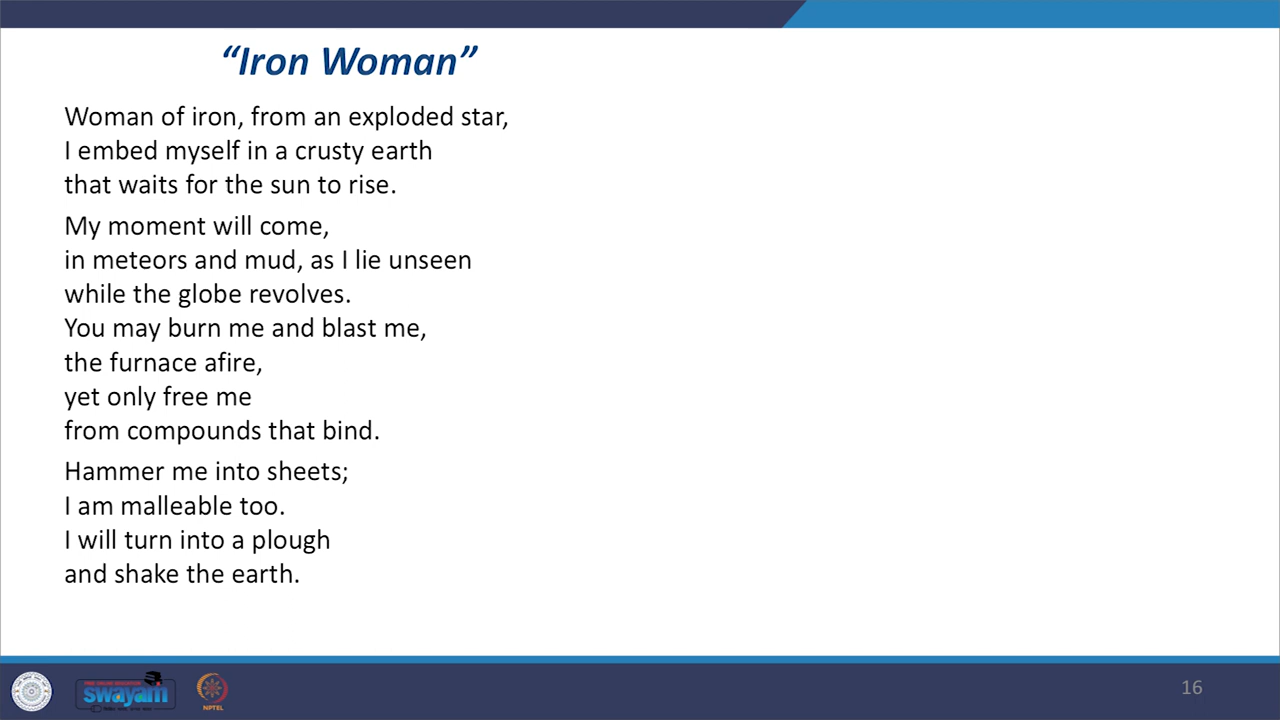 “Iron Woman”
Woman of iron, from an exploded star,
I embed myself in a crusty earth
that waits for the sun to rise.
My moment will come,
in meteors and mud, as I lie unseen
while the globe revolves.
You may burn me and blast me,
the furnace afire,
yet only free me
from compounds that bind.
Hammer me into sheets;
I am malleable too.
I will turn into a plough
and shake the earth.
swayam
NPTEL
16